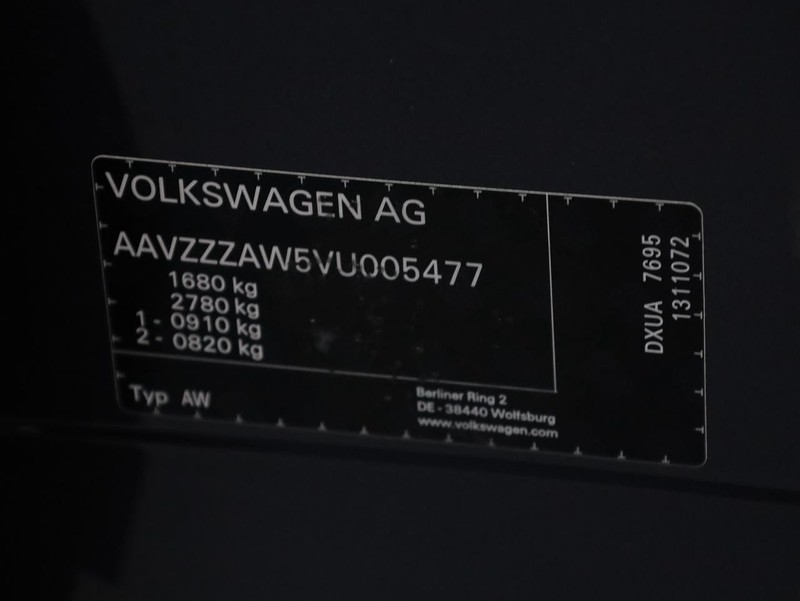 VOLKSWAGEN AG
AAVZZZAW5VU005477
1680 kg
2780 kg
1 - 0910 kg
2 - 0820 kg
Typ AW
Berliner Ring 2
DE - 38440 Wolfsburg
www.volkswagen.com
DXUA 7695
1311072